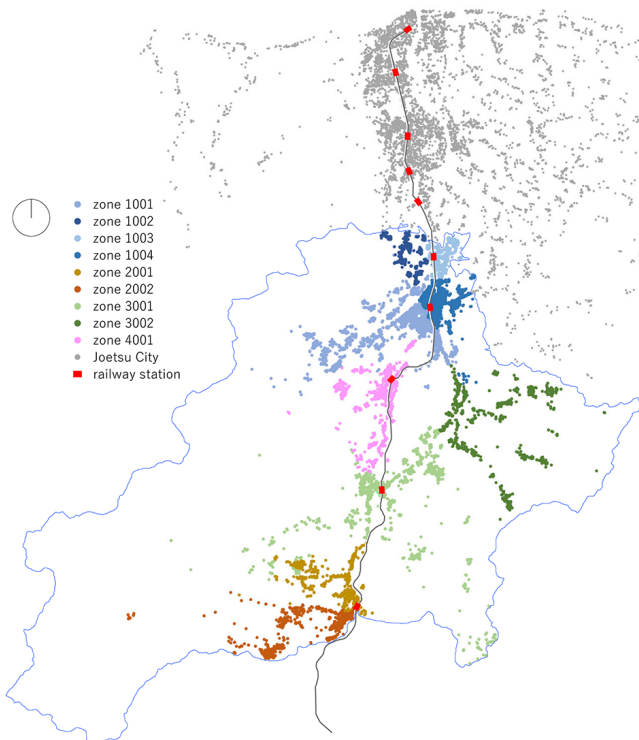 zone 1001
zone 1002
zone 1003
zone 1004
zone 2001
zone 2002
zone 3001
zone 3002
zone 4001
Joetsu City
railway station